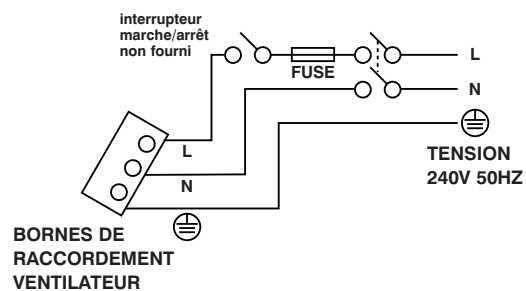 interrupteur
marche/arrêt
non fourni
FUSE
L
N
L
N
TENSION
240V 50HZ
BORNES DE
RACCORDEMENT
VENTILATEUR